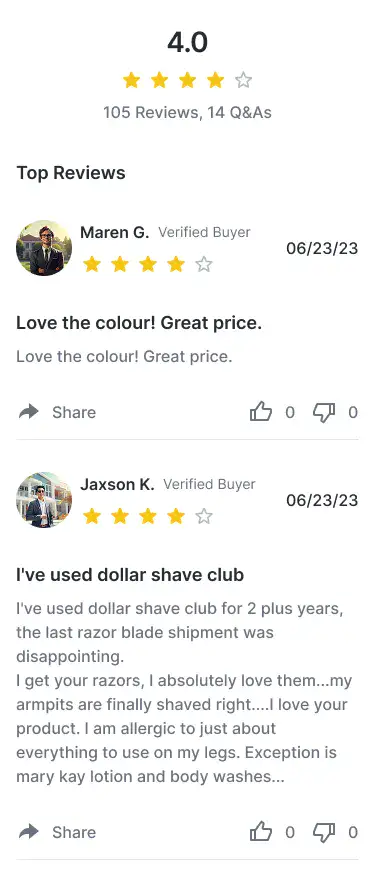 4.0
105 Reviews, 14 Q&As
Top Reviews
Maren G. Verified Buyer
06/23/23
Love the colour! Great price.
Love the colour! Great price.
Share 0 0
Jaxson K. Verified Buyer
06/23/23
I've used dollar shave club
I've used dollar shave club for 2 plus years,
the last razor blade shipment was
disappointing.
I get your razors, I absolutely love them...my
armpits are finally shaved right....I love your
product. I am allergic to just about
everything to use on my legs. Exception is
mary kay lotion and body washes...
Share 0 0